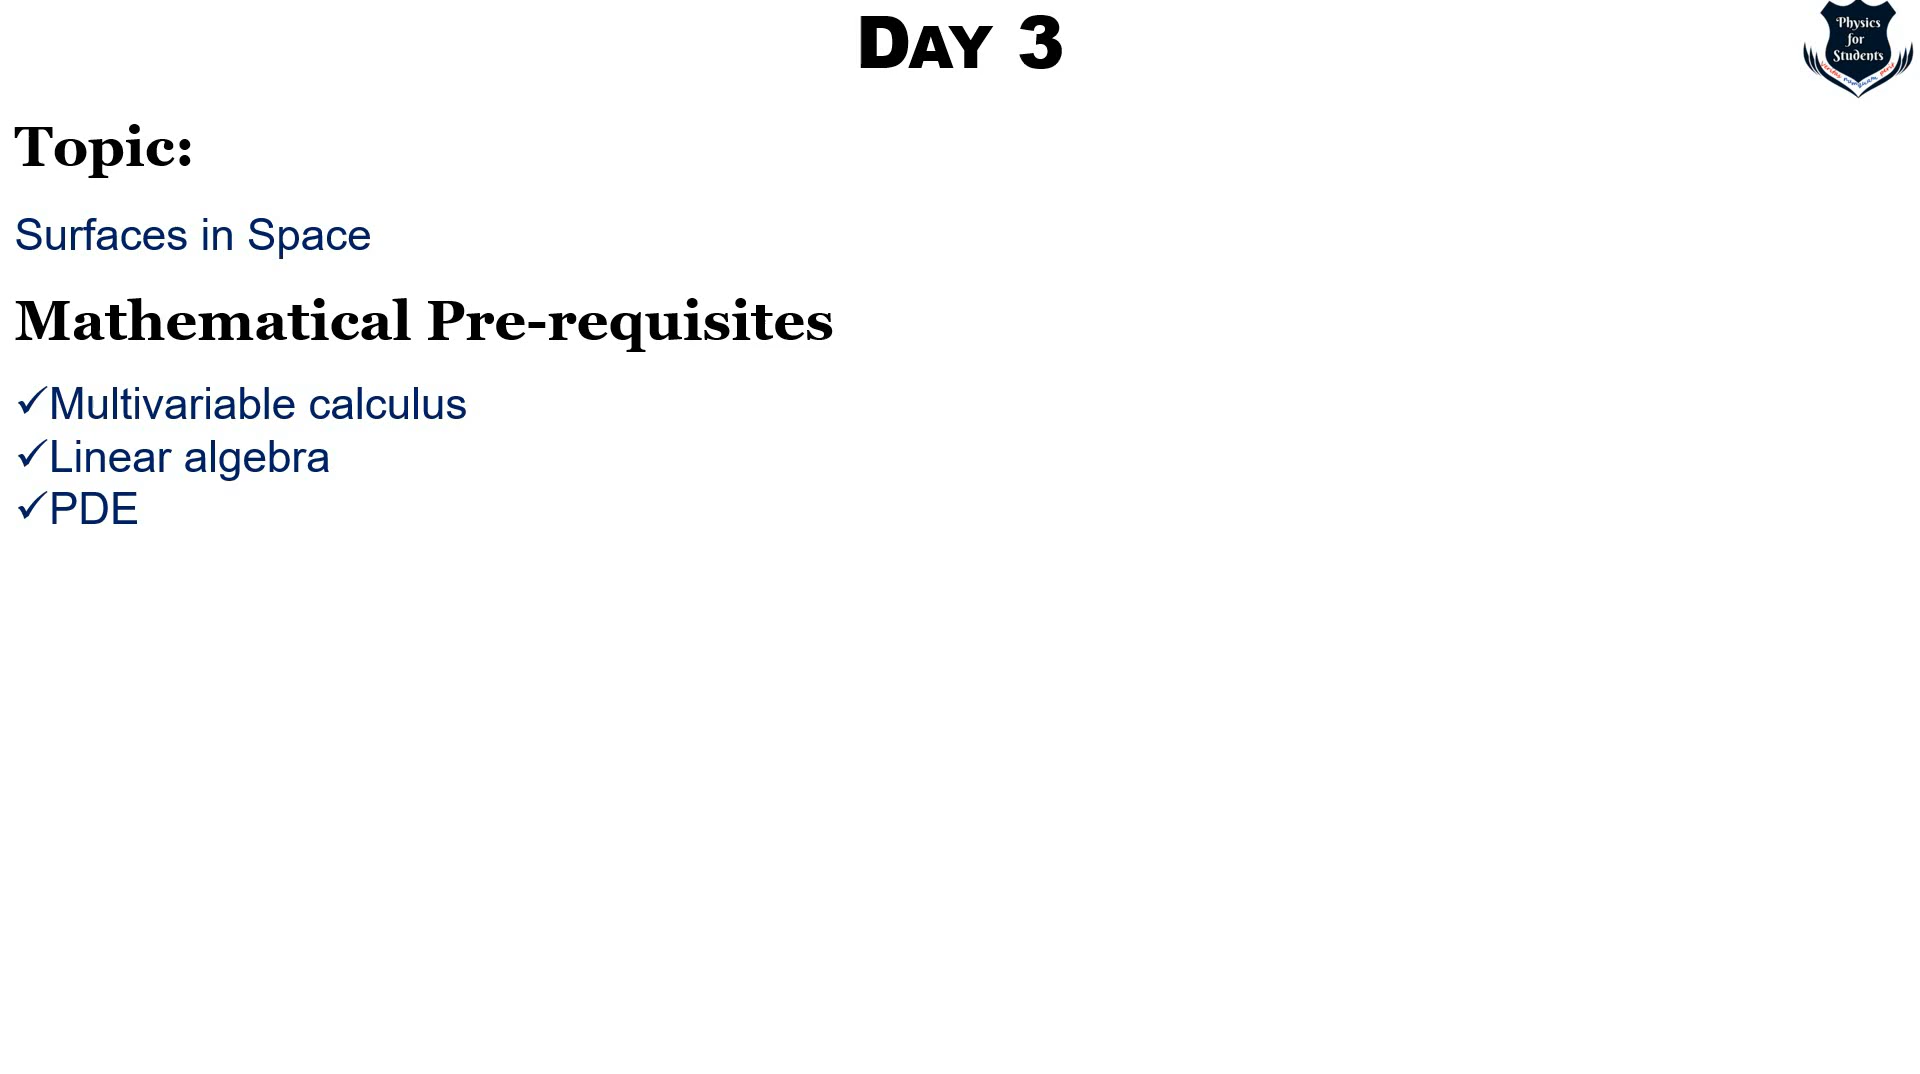 DAY 3
Physics
for
Students
Topic:
Surfaces in Space
Mathematical Pre-requisites
✓Multivariable calculus
✓Linear algebra
✓PDE